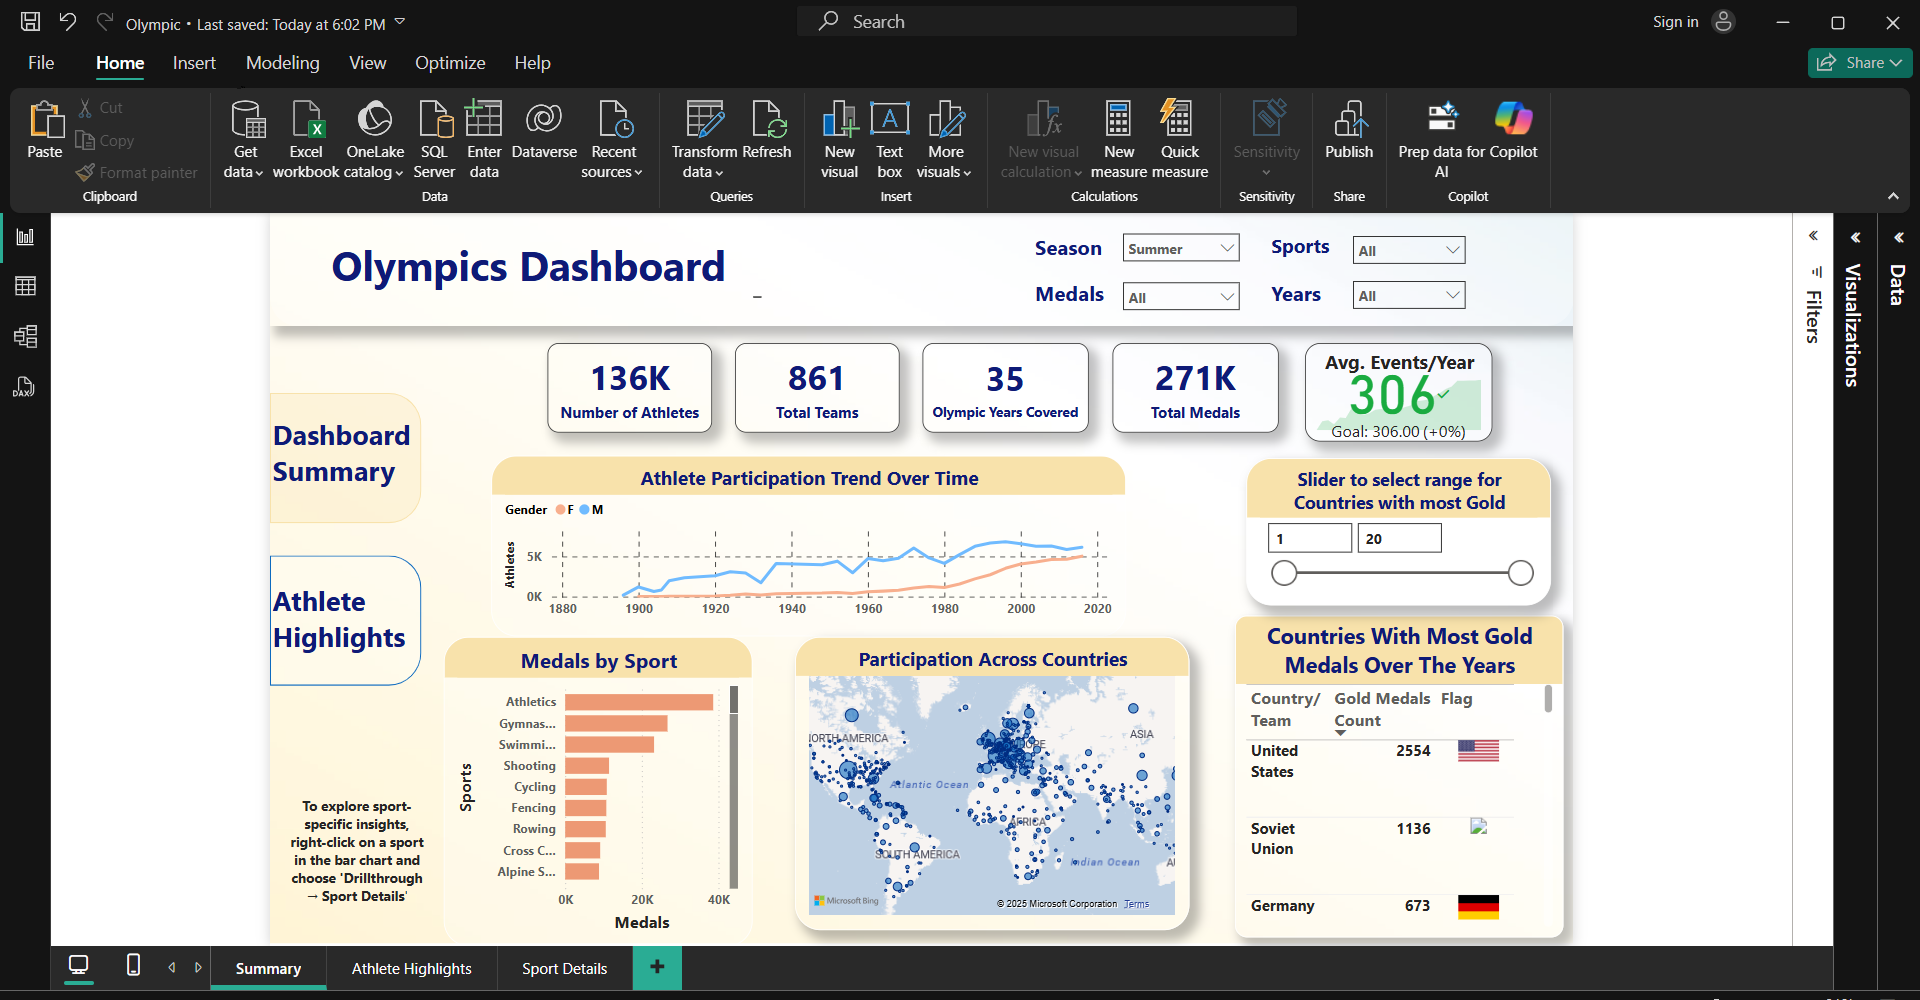 Olympic • Last saved: Today at 6:02 PM
Search
Sign in
File Home Insert Modeling View Optimize Help
Share
Paste
Cut
Copy
Format painter
Clipboard
Get data
Excel workbook
OneLake catalog
SQL Server
Enter data
Dataverse
Recent sources
Data
Transform data
Refresh
Queries
New visual
Text box
More visuals
Insert
New visual calculation
New measure
Quick measure
Calculations
Sensitivity
Sensitivity
Publish
Share
Prep data for AI
Copilot
Copilot
Olympics Dashboard
Season
Summer
Sports
All
Medals
All
Years
All
136K
Number of Athletes
861
Total Teams
35
Olympic Years Covered
271K
Total Medals
Avg. Events/Year
306
Goal: 306.00 (+0%)
Dashboard
Summary
Athlete
Highlights
To explore sport-
specific insights,
right-click on a sport
in the bar chart and
choose 'Drillthrough
→ Sport Details'
Athlete Participation Trend Over Time
Gender F M
Athletes
5K
0K
1880 1900 1920 1940 1960 1980 2000 2020
Slider to select range for
Countries with most Gold
1
20
Medals by Sport
Sports
Athletics
Gymnas...
Swimmi...
Shooting
Cycling
Fencing
Rowing
Cross C...
Alpine S...
0K 20K 40K
Medals
Participation Across Countries
NORTH AMERICA
ASIA
Atlantic Ocean
AFRICA
SOUTH AMERICA
Indian Ocean
Microsoft Bing
© 2025 Microsoft Corporation Terms
Countries With Most Gold
Medals Over The Years
Country/
Team
Gold Medals
Count
Flag
United
States
2554
Soviet
Union
1136
Germany
673
Filters
Visualizations
Data
DAX
Summary
Athlete Highlights
Sport Details